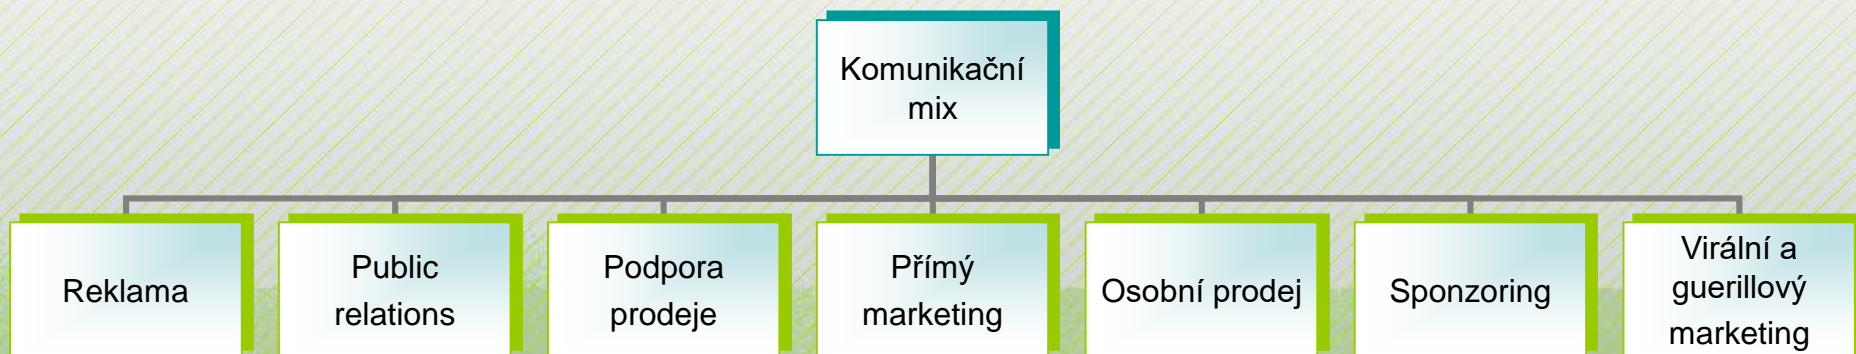 Komunikační
mix
Reklama
Public
relations
Podpora
prodeje
Přímý
marketing
Osobní prodej
Sponzoring
Virální a
guerillový
marketing